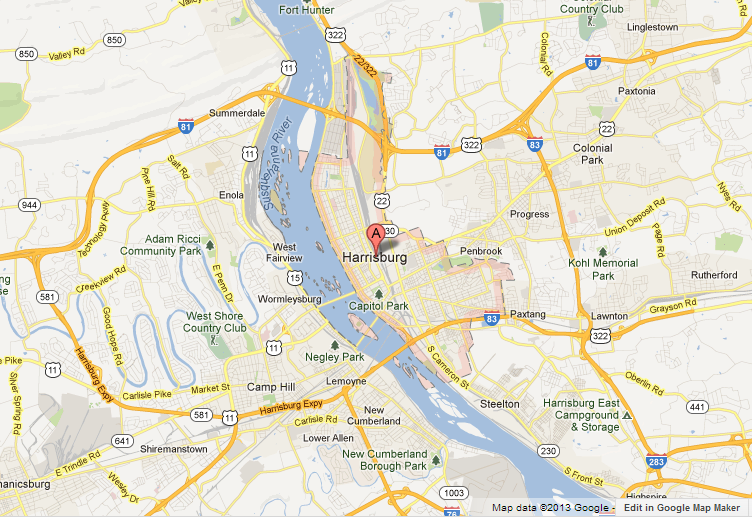 Fort Hunter
Colonial
Country Club
Linglestown
850
850
Valley Rd
322
22/322
11
11
Colonial Rd
81
81
Paxtonia
Summerdale
81
81
322
83
22
Colonial
Park
Susquehanna River
11
Salt Rd
Pine Hill Rd
Enola
22
Nyes Rd
944
Technology Pkwy
Progress
Union Deposit Rd
Page Rd
Adam Ricci
Community Park
West
Fairview
A
30
Harrisburg
Penbrook
Kohl Memorial
Park
Rutherford
15
E Penn Dr
Creekview Rd
581
Wormleysburg
Capitol Park
Grayson Rd
Good Hope Rd
West Shore
Country Club
83
Paxtang
Lawnton
322
11
Negley Park
S Cameron St
Pike
Harrisburg Expy
11
Silver Spring Rd
Carlisle Pike
Market St
Camp Hill
Lemoyne
Oberlin Rd
581
11
Harrisburg Expy
Carlisle Rd
New
Cumberland
Steelton
Harrisburg East
Campground
& Storage
441
641
Shiremanstown
Lower Allen
E Trindle Rd
230
New Cumberland
Borough Park
283
S Front St
anicsburg
Wesley Dr
1003
76
Highspire
Map data ©2013 Google - Edit in Google Map Maker